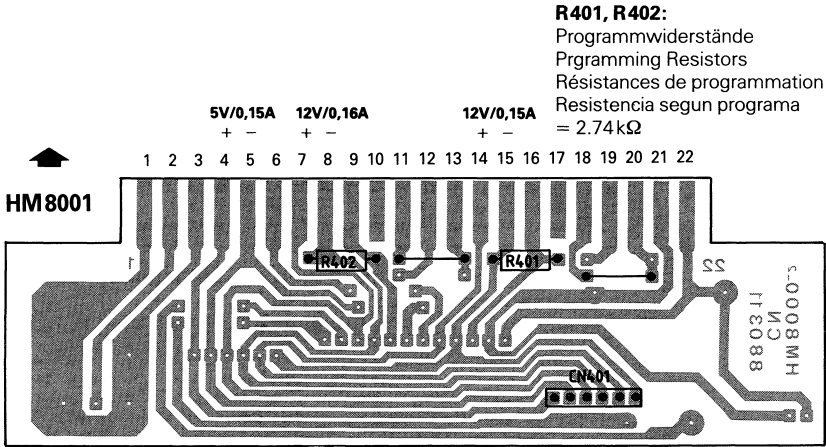 R401, R402:
Programmwiderstände
Prgramming Resistors
Résistances de programmation
Resistencia segun programa
= 2.74kΩ
5V/0,15A 12V/0,16A 12V/0,15A
+ − + − + −
1 2 3 4 5 6 7 8 9 10 11 12 13 14 15 16 17 18 19 20 21 22
HM8001
1 R402 R401 22
CN401
880311
CN
HM8000-2